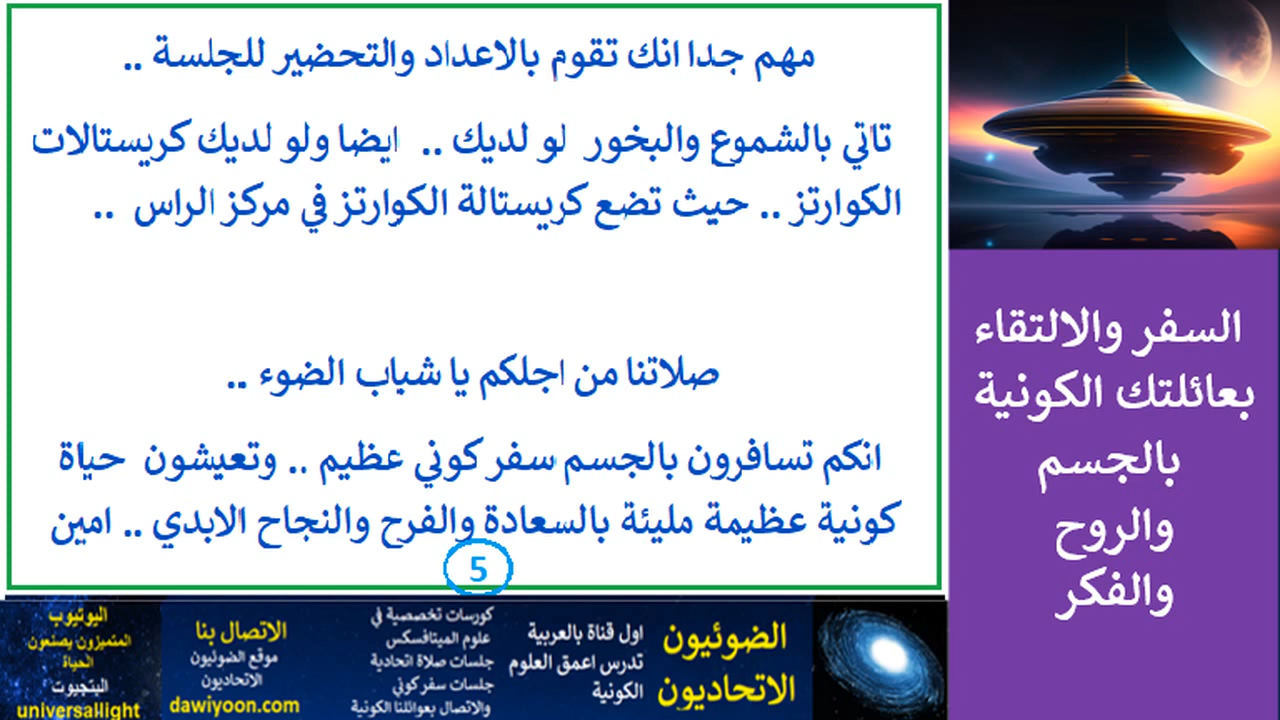 مهم جدا انك تقوم بالاعداد والتحضير للجلسة ..
تاتي بالشموع والبخور لو لديك .. ايضا ولو لديك كريستالات
الكوارتز .. حيث تضع كريستالة الكوارتز في مركز الراس ..
صلاتنا من اجلكم يا شباب الضوء ..
انكم تسافرون بالجسم سفر كوني عظيم .. وتعيشون حياة
كونية عظيمة مليئة بالسعادة والفرح والنجاح الابدي .. امين
5
السفر والالتقاء
بعائلتك الكونية
بالجسم
والروح
والفكر
الضوئيون
الاتحاديون
اول قناة بالعربية
تدرس اعمق العلوم
الكونية
كورسات تخصصية في
علوم الميتافسكس
جلسات صلاة اتحادية
جلسات سفر كوني
والاتصال بعوائلنا الكونية
الاتصال بنا
موقع الضوئيون
الاتحاديون
dawiyoon.com
اليوتيوب
المتميزون يصنعون
الحياة
البتجيوت
universallight